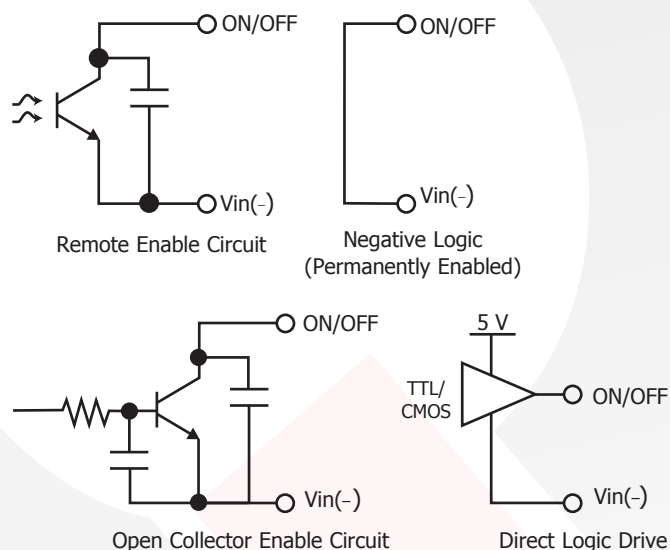 ON/OFF
Vin(–)
Remote Enable Circuit
ON/OFF
Vin(–)
Negative Logic
(Permanently Enabled)
ON/OFF
Vin(–)
Open Collector Enable Circuit
5 V
TTL/
CMOS
ON/OFF
Vin(–)
Direct Logic Drive